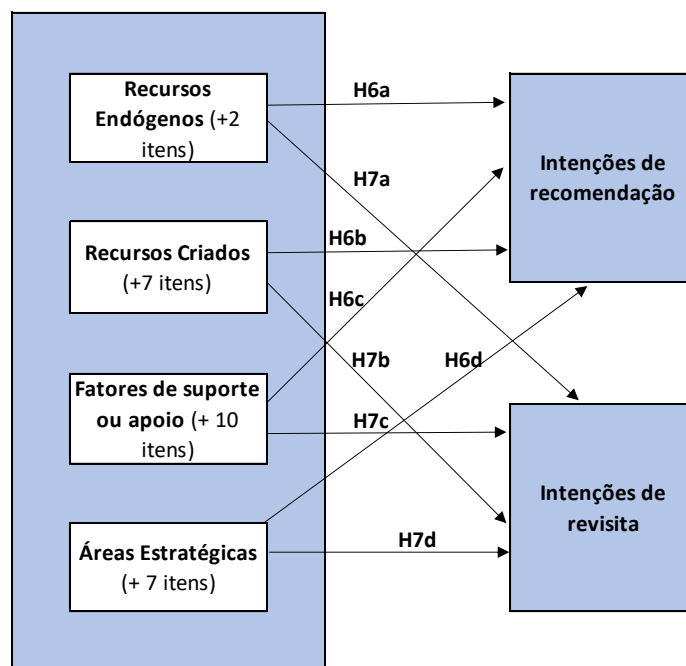 Recursos
Endógenos (+2
itens)
Recursos Criados
(+7 itens)
Fatores de suporte
ou apoio (+ 10
itens)
Áreas Estratégicas
(+ 7 itens)
H6a
H7a
H6b
H6c
H7b
H6d
H7c
H7d
Intenções de
recomendação
Intenções de
revisita